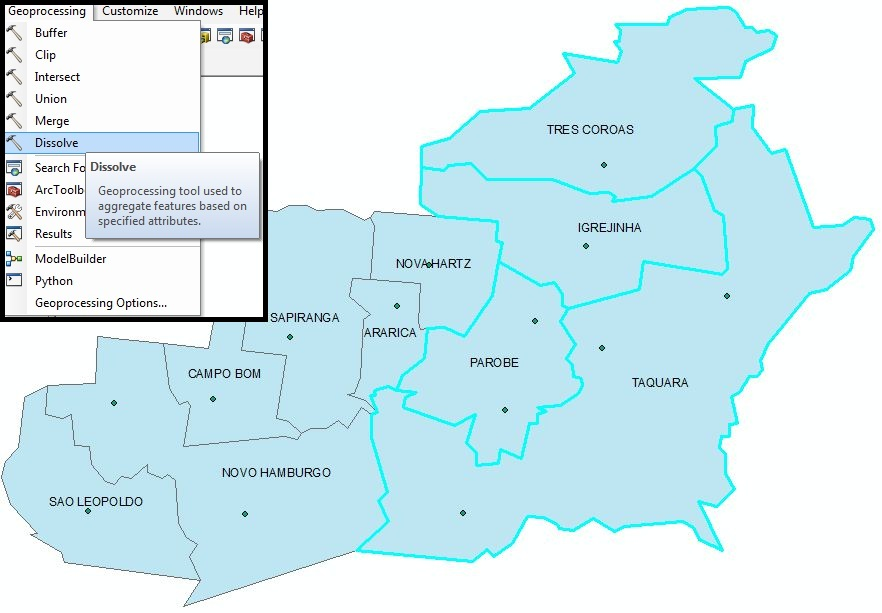 Geoprocessing Customize Windows Help
Buffer
Clip
Intersect
Union
Merge
Dissolve
Search Fo
ArcToolb
Environm
Results
ModelBuilder
Python
Geoprocessing Options...
Dissolve
Geoprocessing tool used to
aggregate features based on
specified attributes.
TRES COROAS
IGREJINHA
NOVA HARTZ
SAPIRANGA
ARARICA
PAROBE
CAMPO BOM
TAQUARA
NOVO HAMBURGO
SAO LEOPOLDO